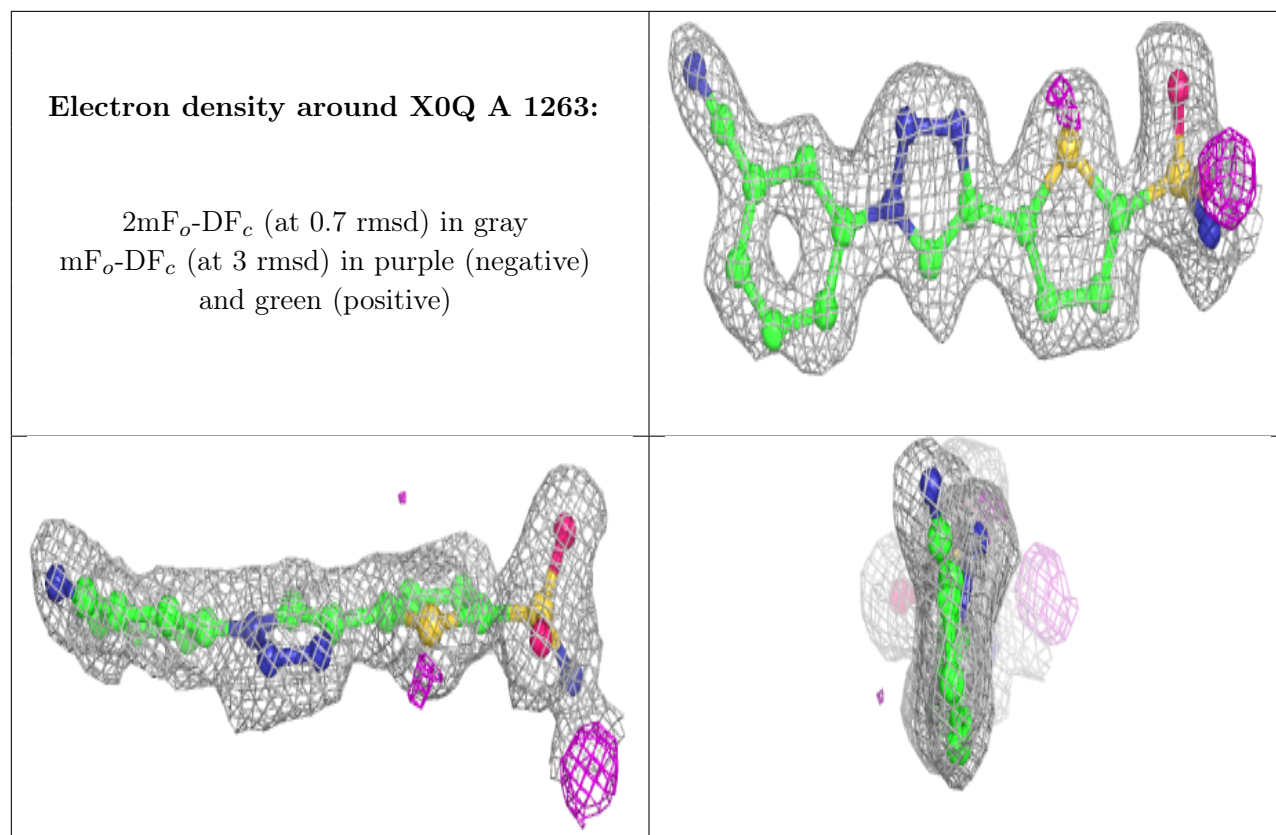 Electron density around X0Q A 1263:
2mFo-DFc (at 0.7 rmsd) in gray
mFo-DFc (at 3 rmsd) in purple (negative)
and green (positive)